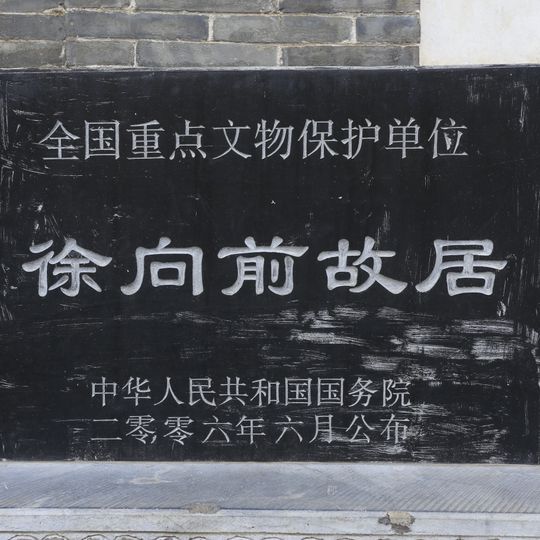 全国重点文物保护单位
徐向前故居
中华人民共和国国务院
二零零六年六月公布